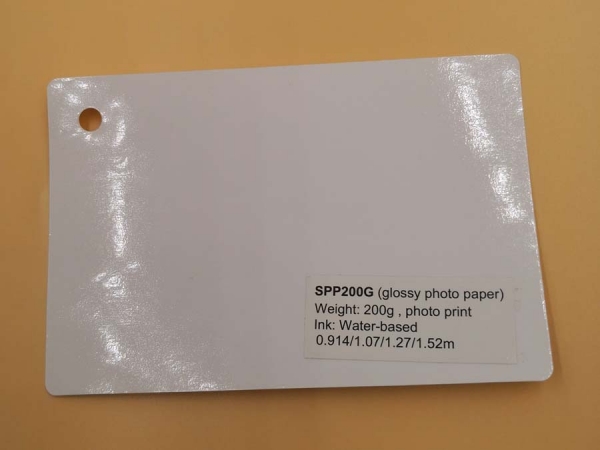 SPP200G (glossy photo paper)
Weight: 200g , photo print
Ink: Water-based
0.914/1.07/1.27/1.52m